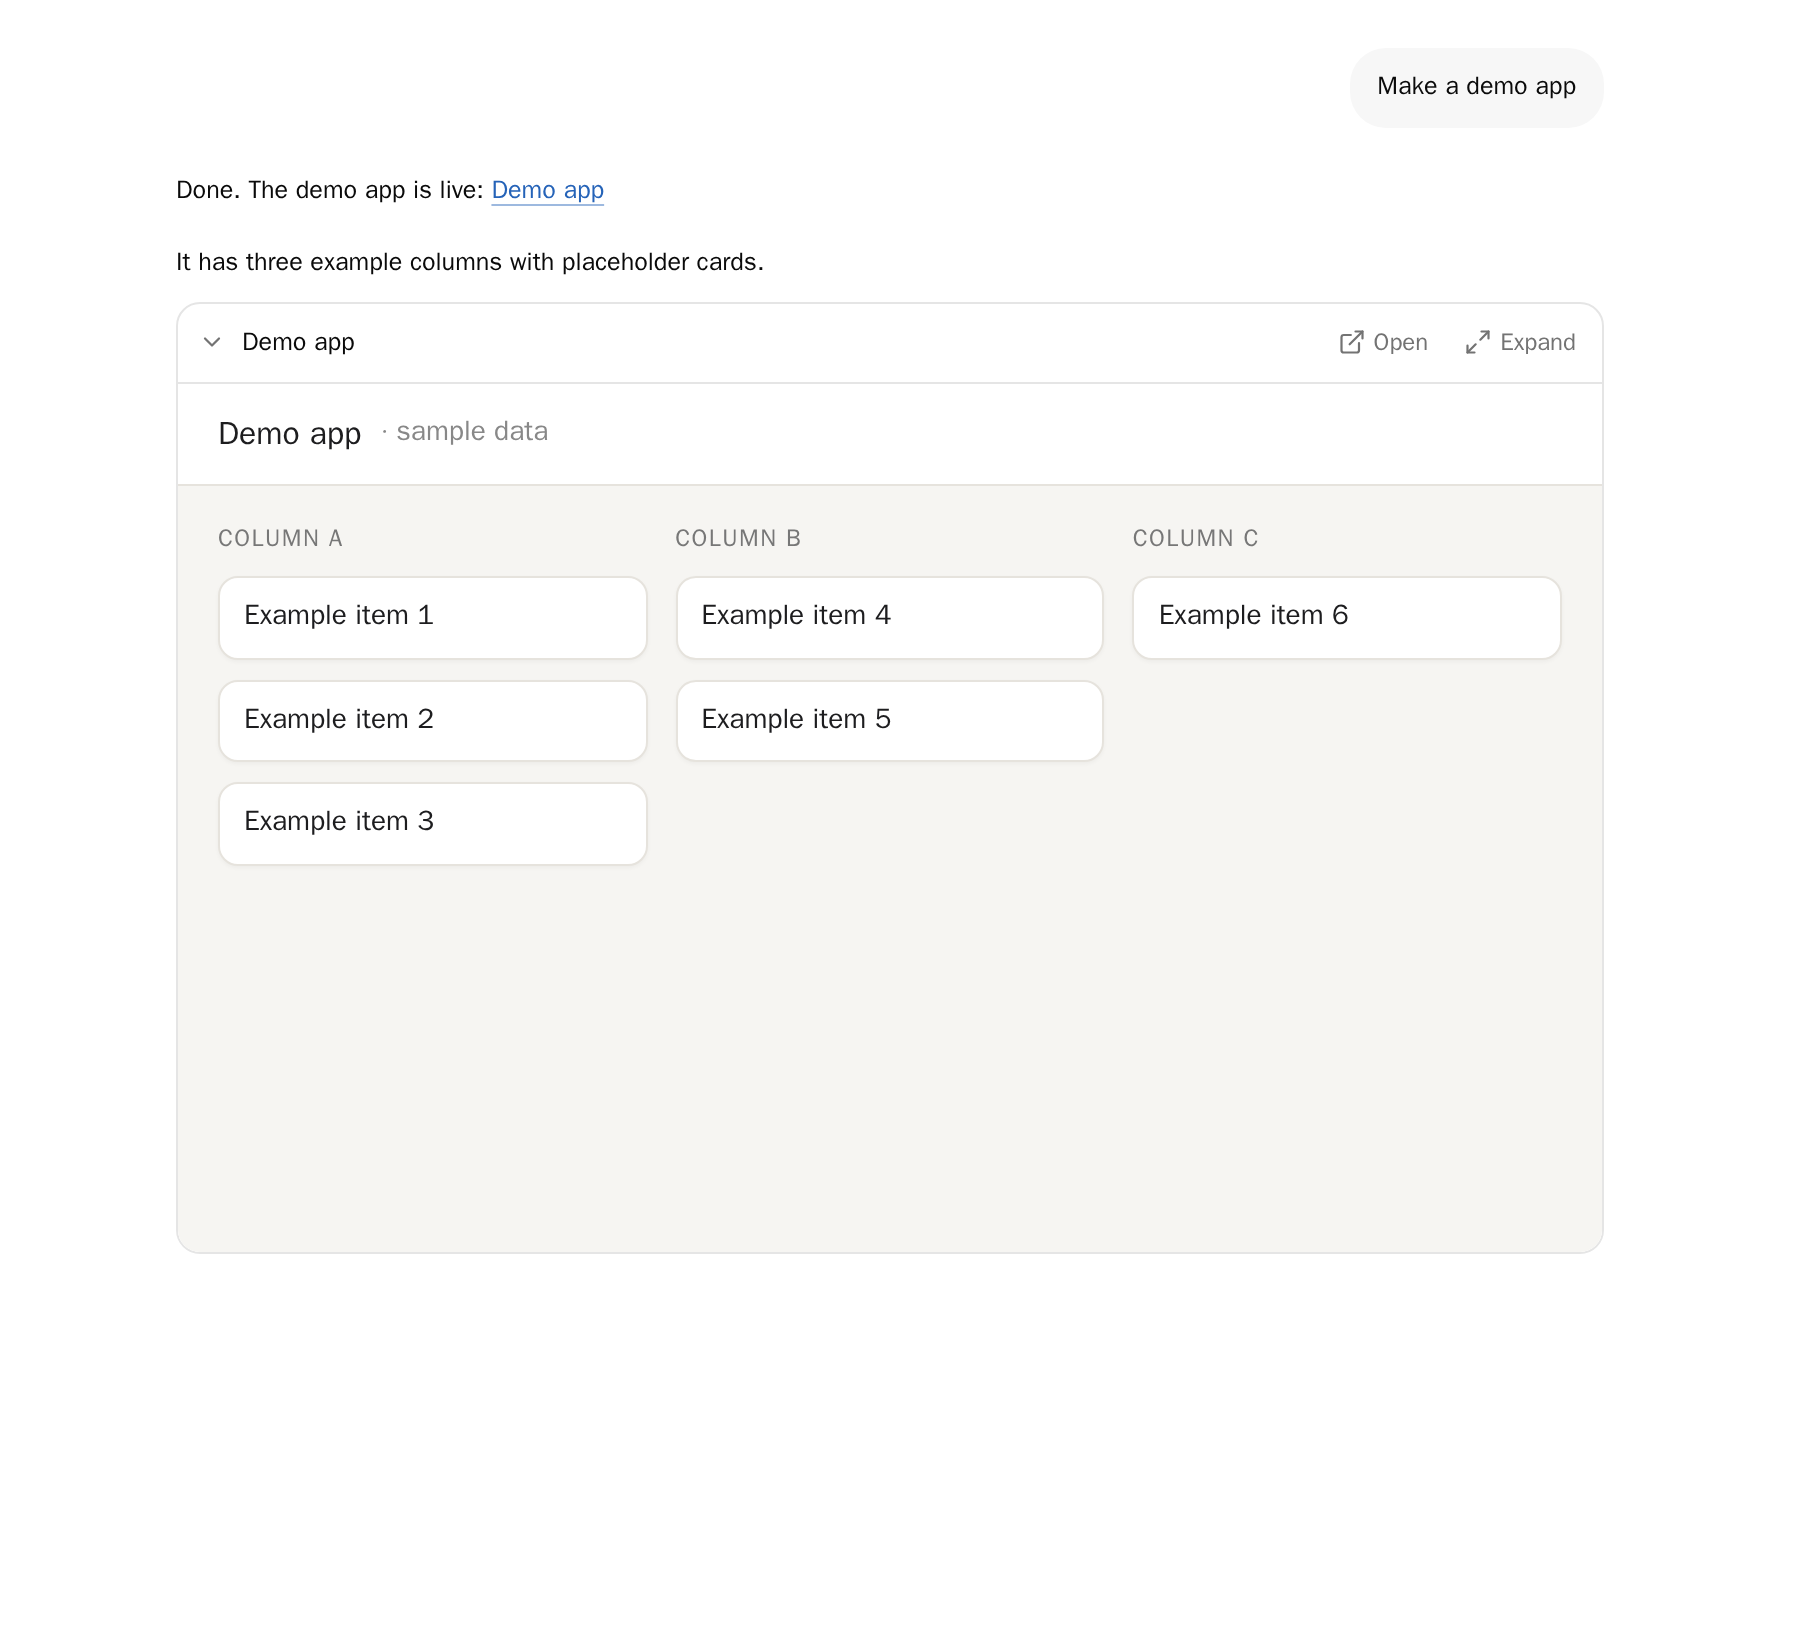 Make a demo app
Done. The demo app is live: Demo app
It has three example columns with placeholder cards.
Demo app
Open
Expand
Demo app · sample data
COLUMN A
Example item 1
Example item 2
Example item 3
COLUMN B
Example item 4
Example item 5
COLUMN C
Example item 6